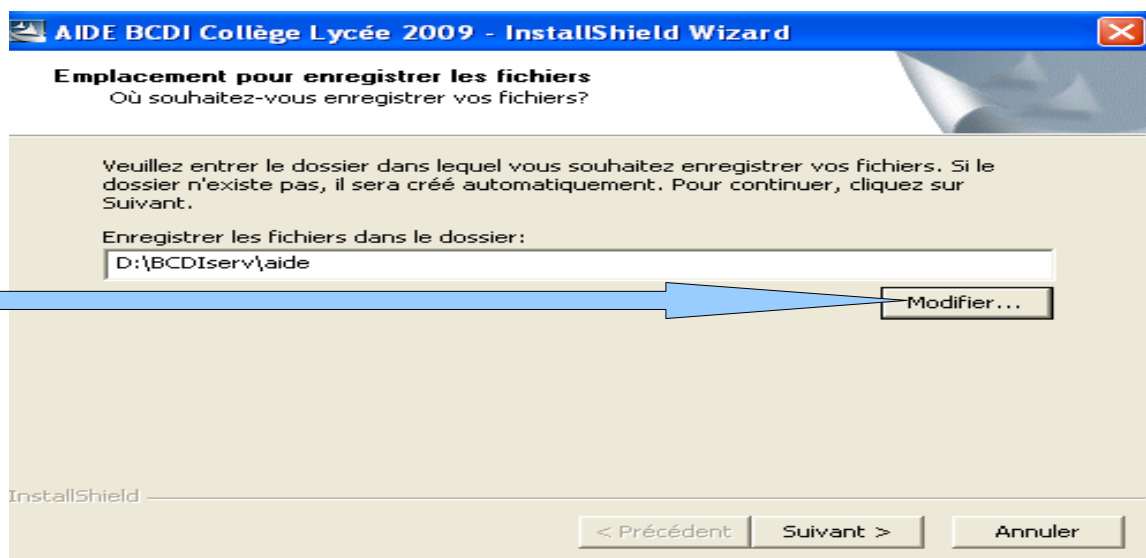 AIDE BCDI Collège Lycée 2009 - InstallShield Wizard
Emplacement pour enregistrer les fichiers
Où souhaitez-vous enregistrer vos fichiers?
Veuillez entrer le dossier dans lequel vous souhaitez enregistrer vos fichiers. Si le
dossier n'existe pas, il sera créé automatiquement. Pour continuer, cliquez sur
Suivant.
Enregistrer les fichiers dans le dossier:
D:\BCDIserv\aide
Modifier...
InstallShield
< Précédent Suivant > Annuler